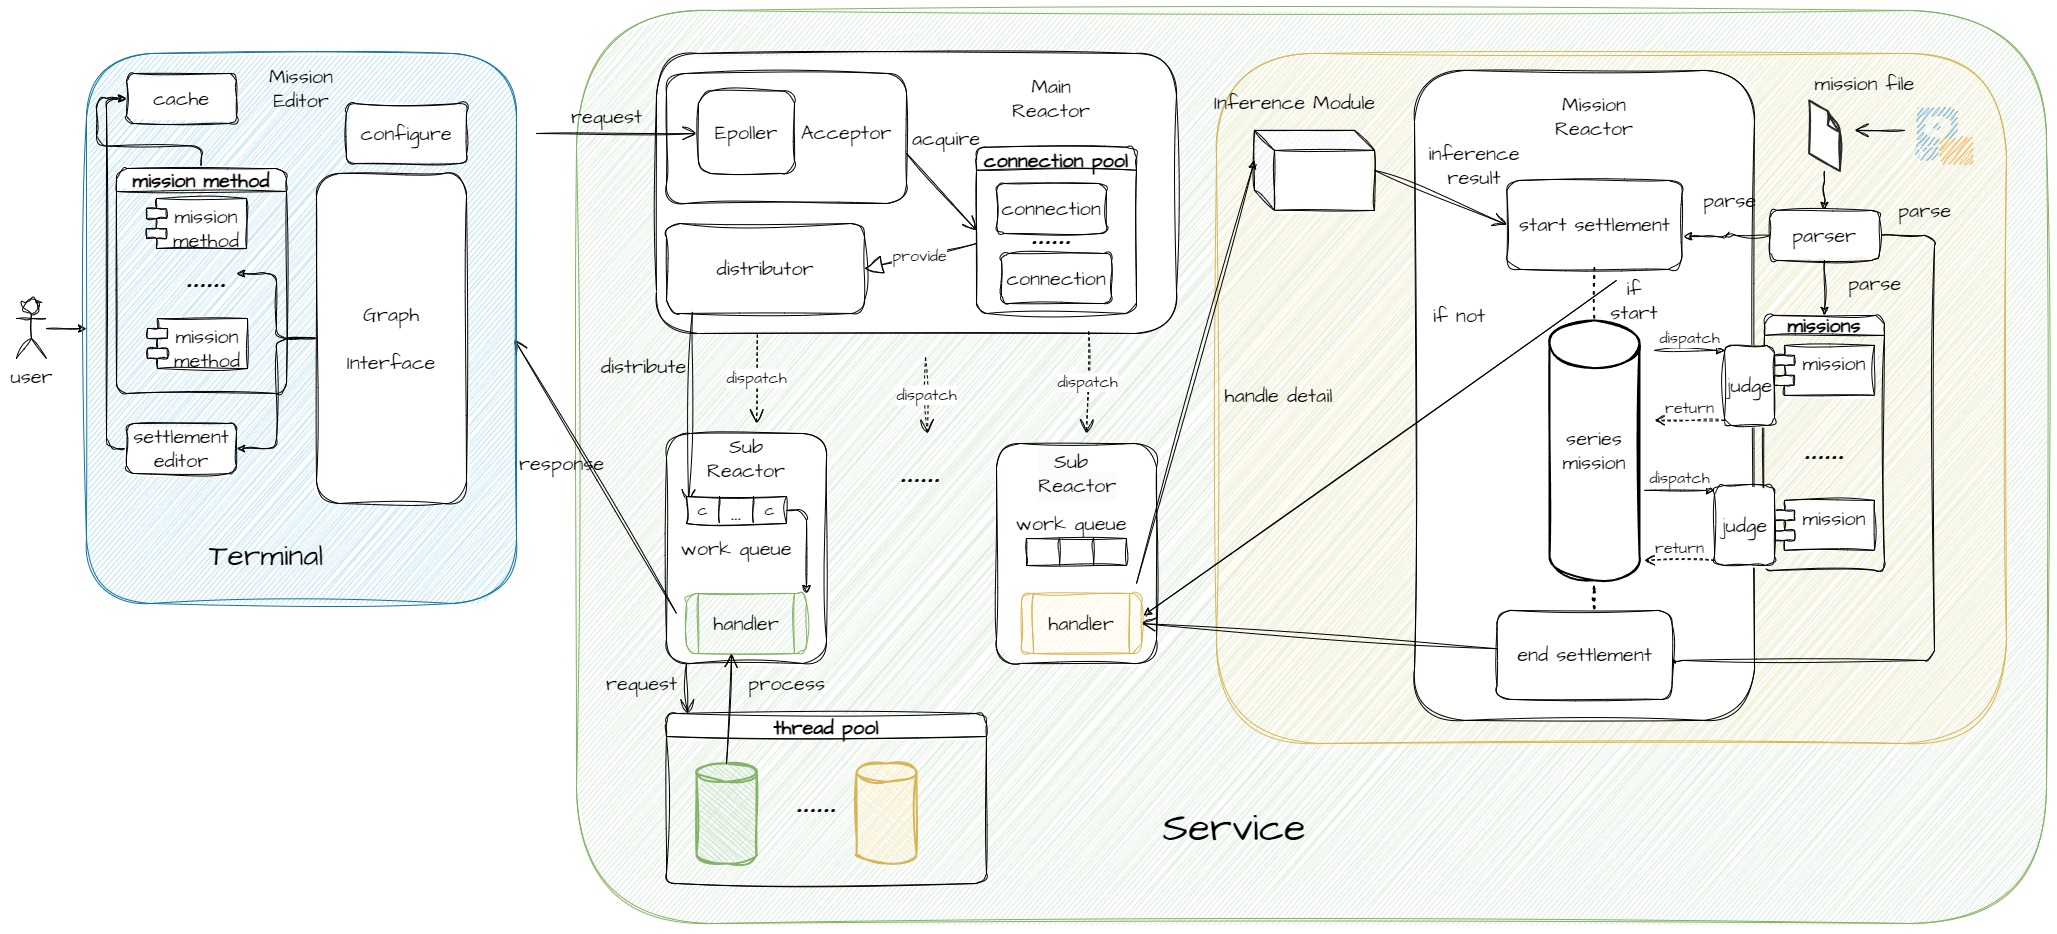 cache
Mission
Editor
configure
mission method
mission
method
......
mission
method
Graph
Interface
settlement
editor
user
Terminal
request
response
Epoller
Acceptor
acquire
Main
Reactor
connection pool
connection
......
connection
provide
distributor
distribute
dispatch
dispatch
dispatch
Sub
Reactor
c
...
c
work queue
handler
......
Sub
Reactor
work queue
handler
request
process
thread pool
......
Service
Inference Module
handle detail
inference
result
Mission
Reactor
start settlement
if not
if
start
series
mission
end settlement
mission file
parse
parser
parse
parse
missions
dispatch
judge
mission
return
......
dispatch
judge
mission
return